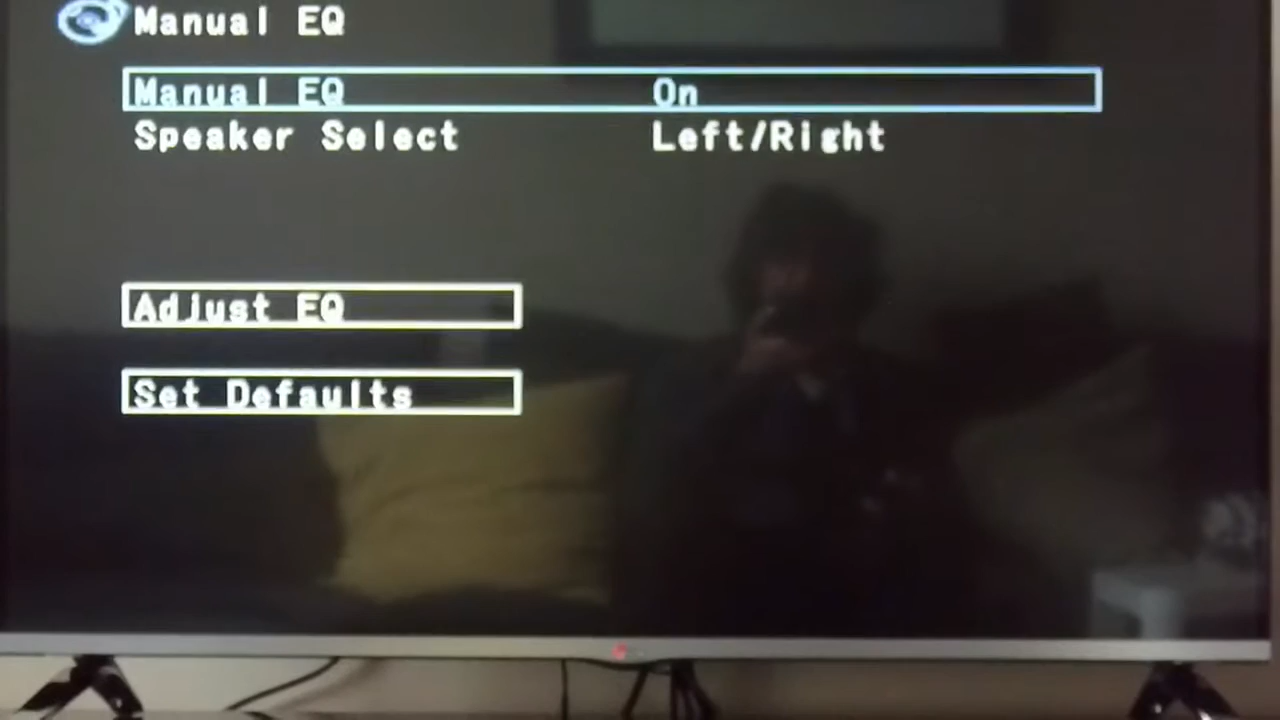 Manual EQ
Manual EQ On
Speaker Select Left/Right
Adjust EQ
Set Defaults